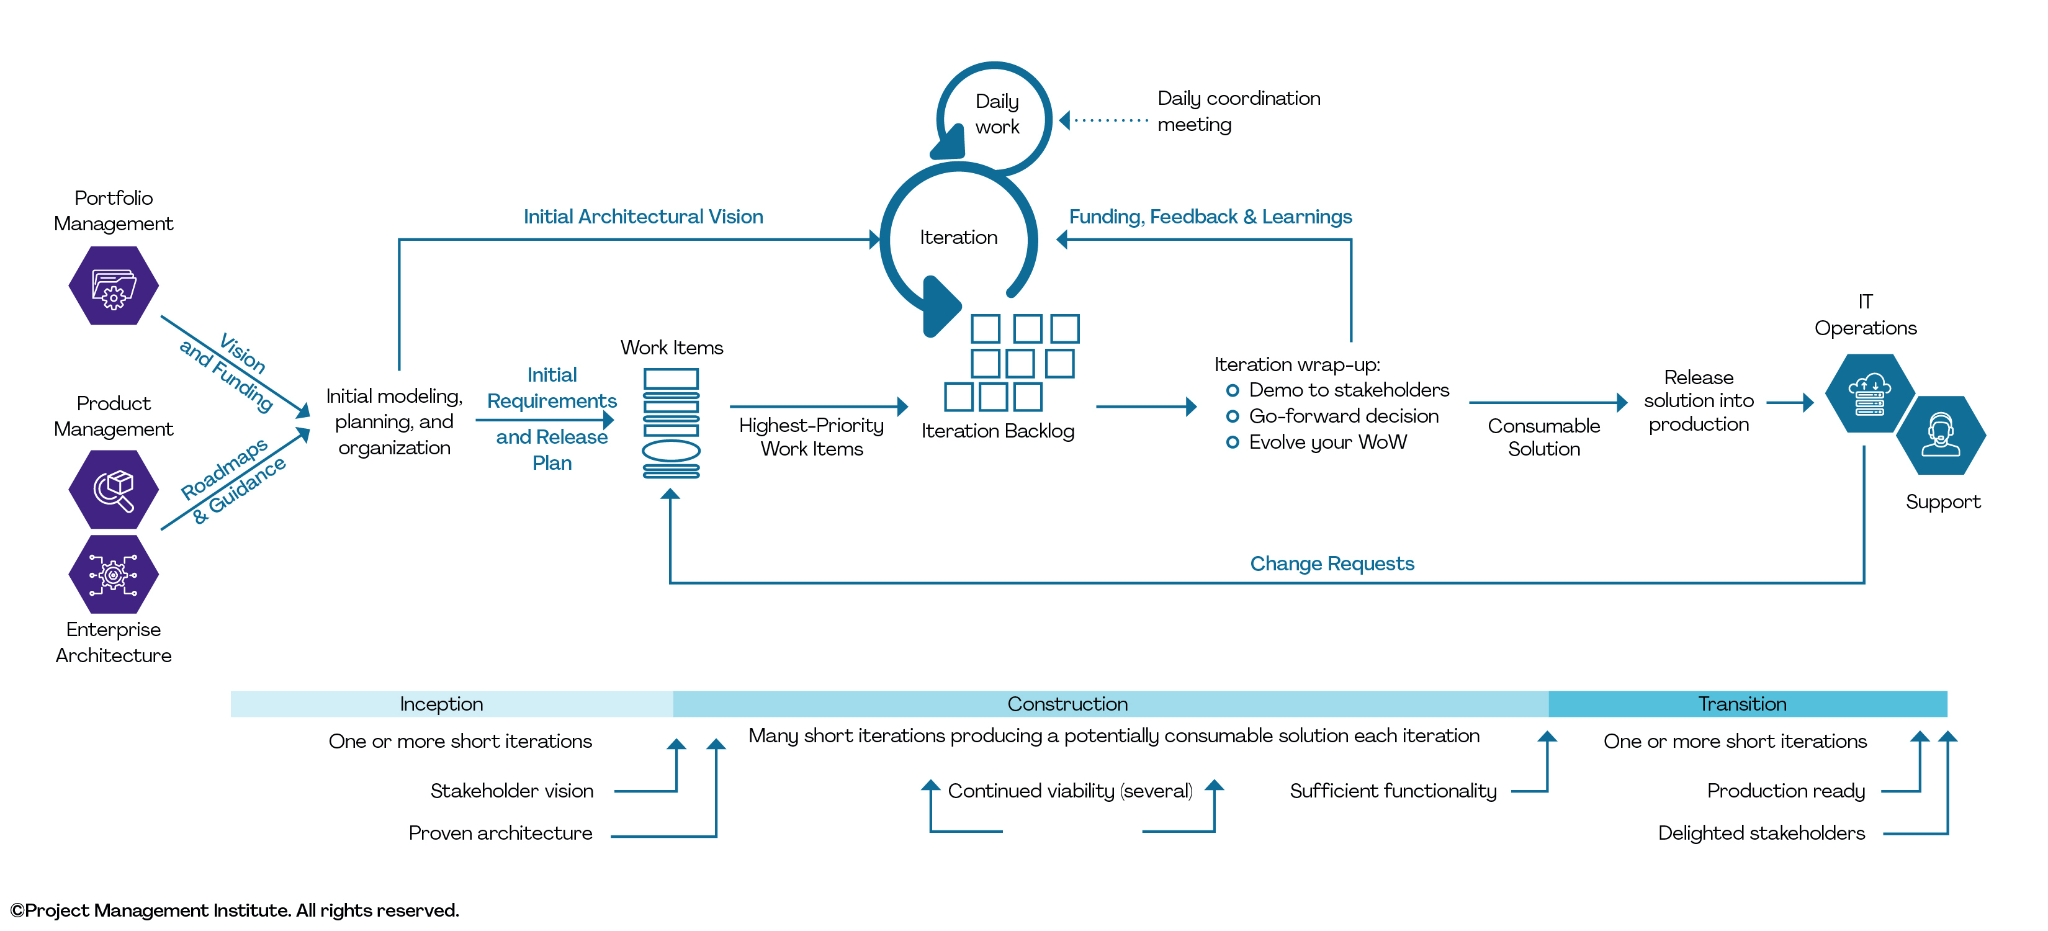 Daily
work
Daily coordination
meeting
Portfolio
Management
Initial Architectural Vision
Iteration
Funding, Feedback & Learnings
Vision
and Funding
Product
Management
Roadmaps
& Guidance
Enterprise
Architecture
Initial modeling,
planning, and
organization
Initial
Requirements
and Release
Plan
Work Items
Highest-Priority
Work Items
Iteration Backlog
Iteration wrap-up:
Demo to stakeholders
Go-forward decision
Evolve your WoW
Consumable
Solution
Release
solution into
production
IT
Operations
Support
Change Requests
Inception
Construction
Transition
One or more short iterations
Many short iterations producing a potentially consumable solution each iteration
One or more short iterations
Stakeholder vision
Continued viability (several)
Sufficient functionality
Production ready
Proven architecture
Delighted stakeholders
©Project Management Institute. All rights reserved.